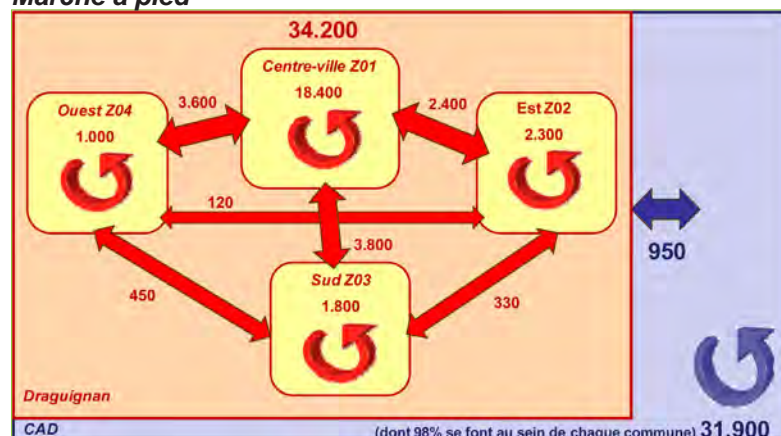 Marche à pied
34.200
Centre-ville Z01
18.400
Ouest Z04
1.000
Est Z02
2.300
3.600
2.400
120
3.800
950
Sud Z03
1.800
450
330
Draguignan
CAD
(dont 98% se font au sein de chaque commune) 31.900